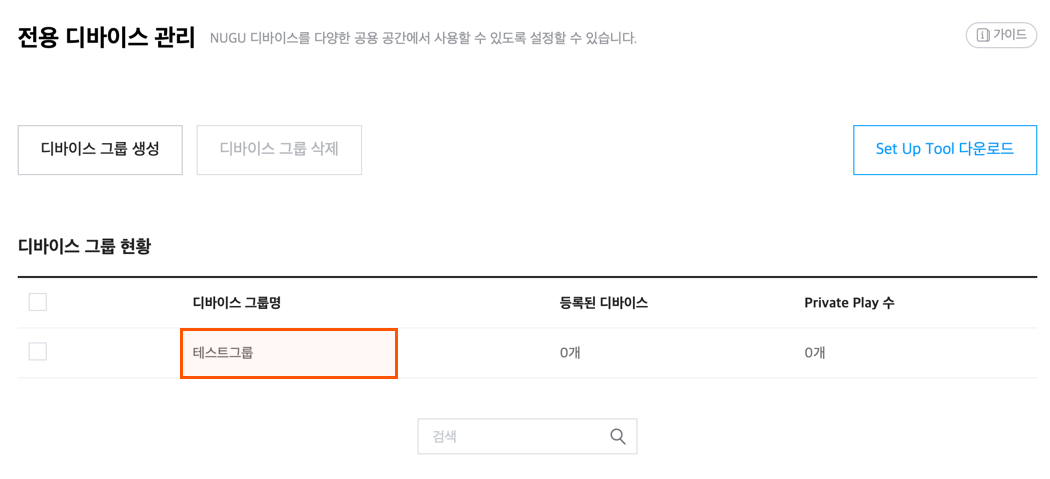 전용 디바이스 관리 NUGU 디바이스를 다양한 공용 공간에서 사용할 수 있도록 설정할 수 있습니다. 가이드
디바이스 그룹 생성 디바이스 그룹 삭제 Set Up Tool 다운로드
디바이스 그룹 현황
디바이스 그룹명 등록된 디바이스 Private Play 수
테스트그룹 0개 0개
검색